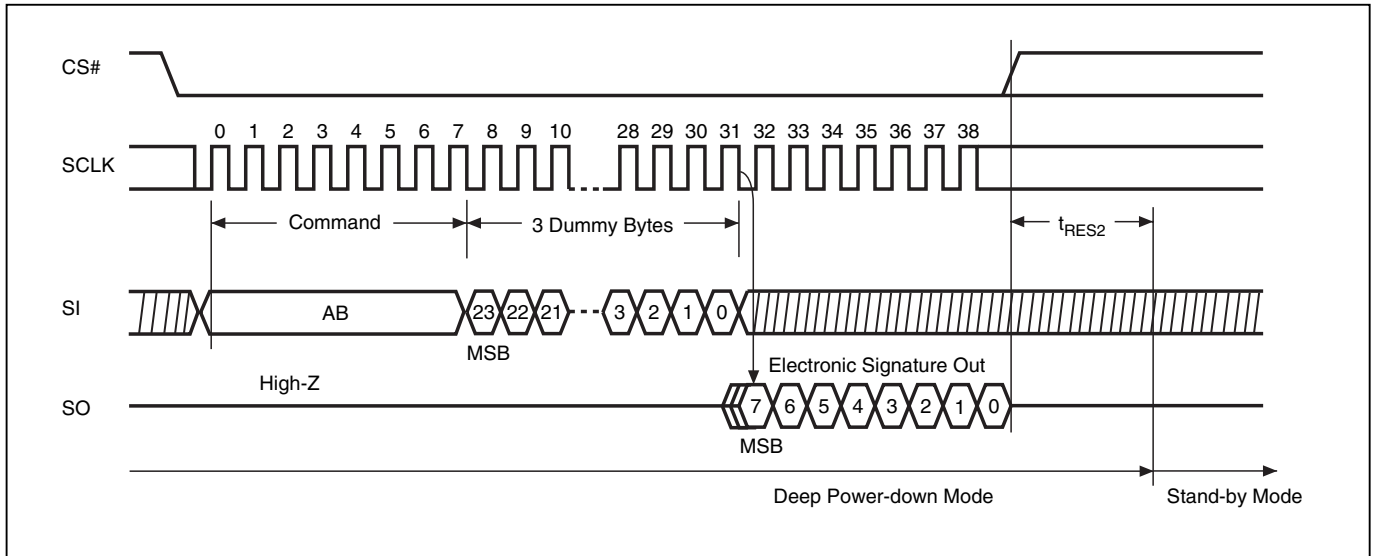 CS#
0 1 2 3 4 5 6 7 8 9 10 28 29 30 31 32 33 34 35 36 37 38
SCLK
Command 3 Dummy Bytes tRES2
SI AB 23 22 21 3 2 1 0
MSB
Electronic Signature Out
High-Z
SO 7 6 5 4 3 2 1 0
MSB
Deep Power-down Mode Stand-by Mode